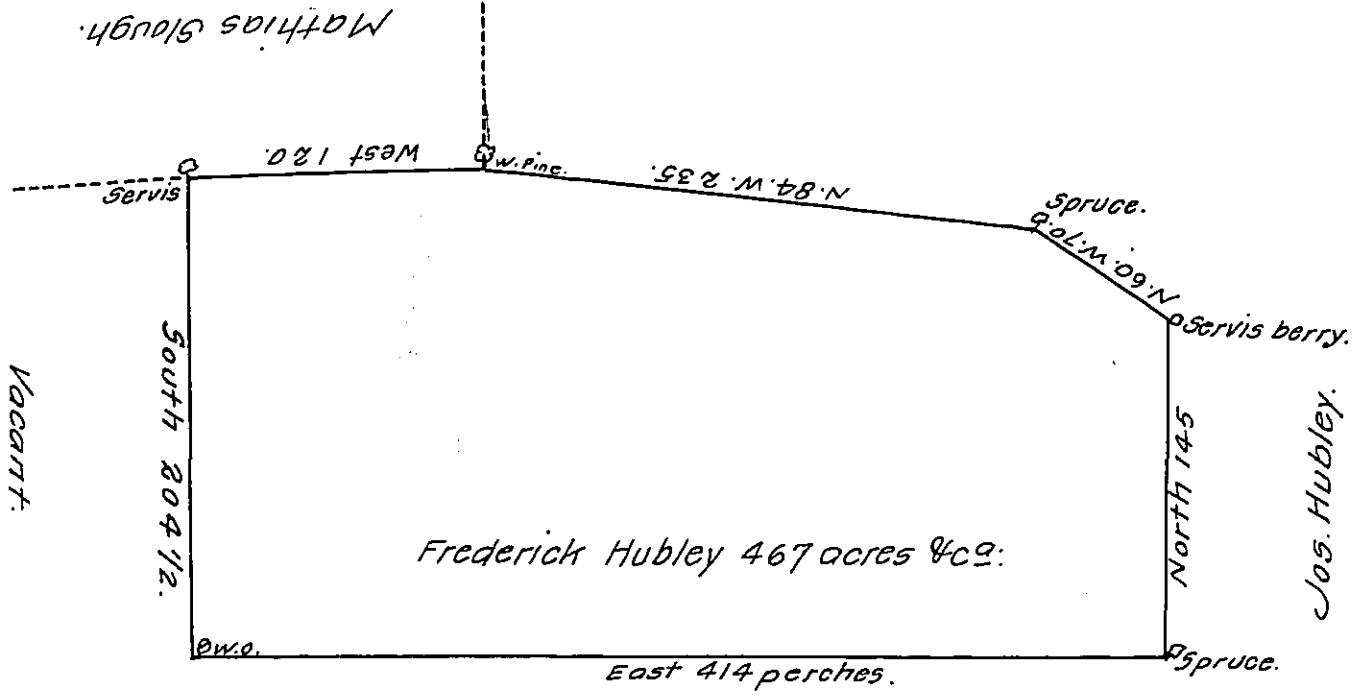 Mathias Slough.
West 120.
W. Pine.
Servis
N. 84. W. 235.
Spruce.
N. 60. W. 70.
Servis berry.
South 204 1/2.
Vacant.
North 145
Jos. Hubley.
Frederick Hubley 467 acres &ca:
W.O.
East 414 perches.
Spruce.